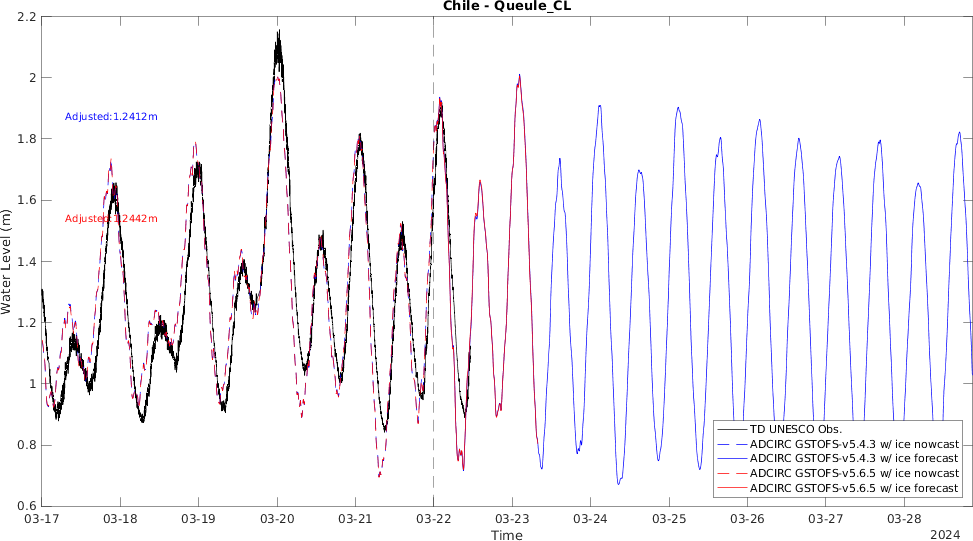 Chile - Queule_CL
2.2
2
1.8
1.6
1.4
1.2
1
0.8
0.6
Water Level (m)
Adjusted:1.2412m
Adjusted:1.2442m
TD UNESCO Obs.
ADCIRC GSTOFS-v5.4.3 w/ ice nowcast
ADCIRC GSTOFS-v5.4.3 w/ ice forecast
ADCIRC GSTOFS-v5.6.5 w/ ice nowcast
ADCIRC GSTOFS-v5.6.5 w/ ice forecast
03-17 03-18 03-19 03-20 03-21 03-22 03-23 03-24 03-25 03-26 03-27 03-28
Time
2024